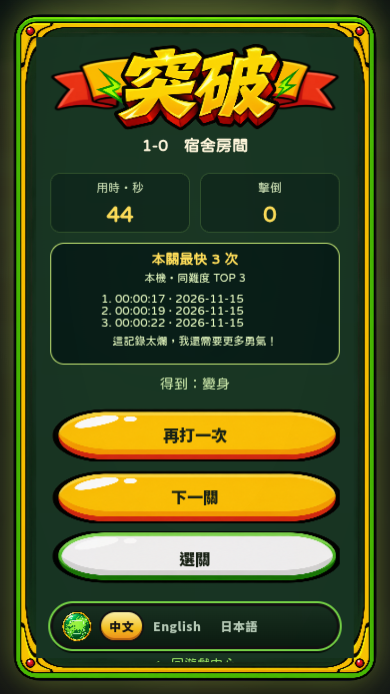 突破
1-0 宿舍房間
用時・秒
擊倒
44
0
本關最快 3 次
本機・同難度 TOP 3
1. 00:00:17 · 2026-11-15
2. 00:00:19 · 2026-11-15
3. 00:00:22 · 2026-11-15
這記錄太爛，我還需要更多勇氣！
得到：變身
再打一次
下一關
選關
中文 English 日本語